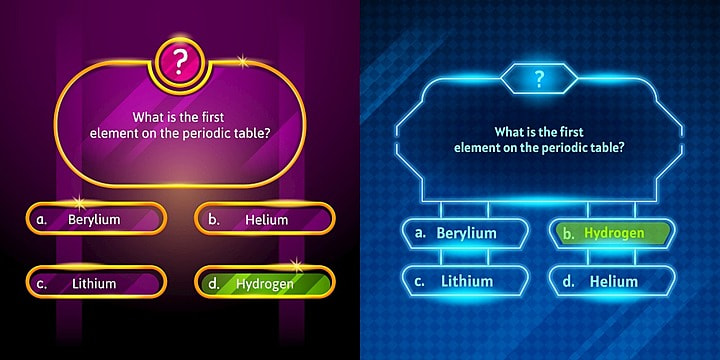 ?
What is the first
element on the periodic table?
a. Berylium
b. Helium
c. Lithium
d. Hydrogen
?
What is the first
element on the periodic table?
a. Berylium
b. Hydrogen
c. Lithium
d. Helium